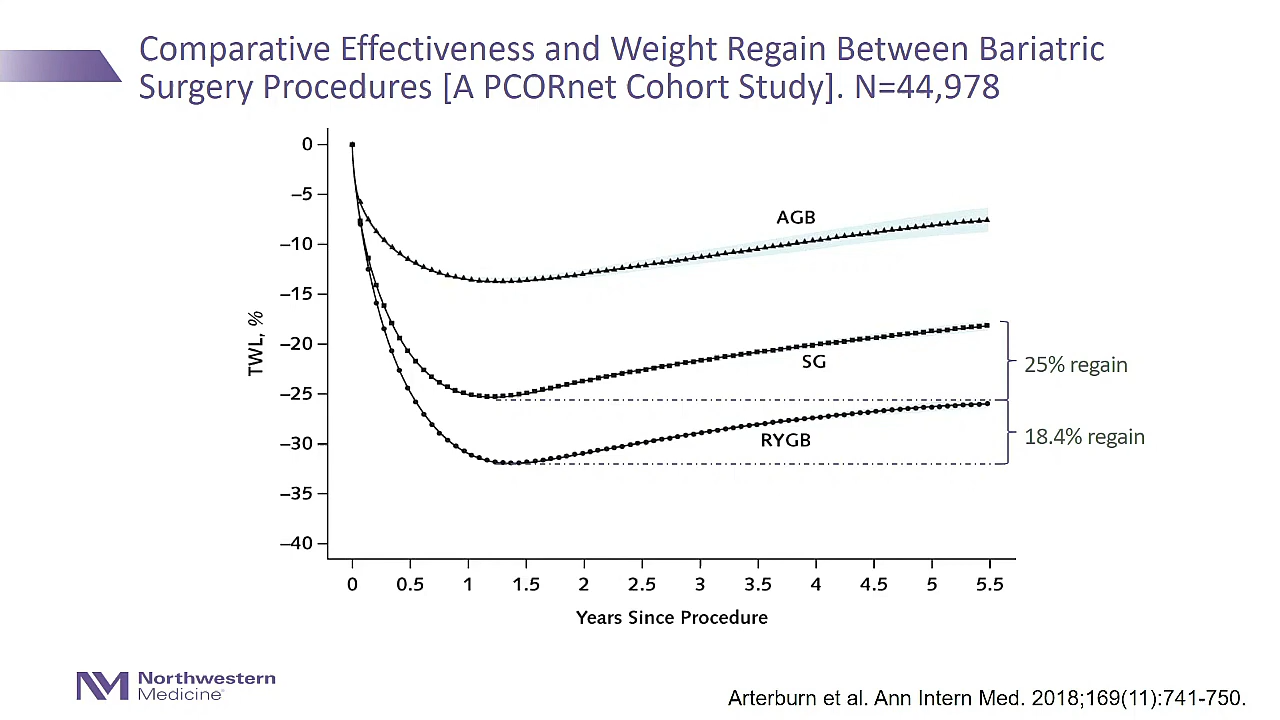 Comparative Effectiveness and Weight Regain Between Bariatric
Surgery Procedures [A PCORnet Cohort Study]. N=44,978
0
–5
–10
–15
–20
–25
–30
–35
–40
TWL, %
AGB
SG
RYGB
25% regain
18.4% regain
0 0.5 1 1.5 2 2.5 3 3.5 4 4.5 5 5.5
Years Since Procedure
Northwestern
Medicine
Arterburn et al. Ann Intern Med. 2018;169(11):741-750.